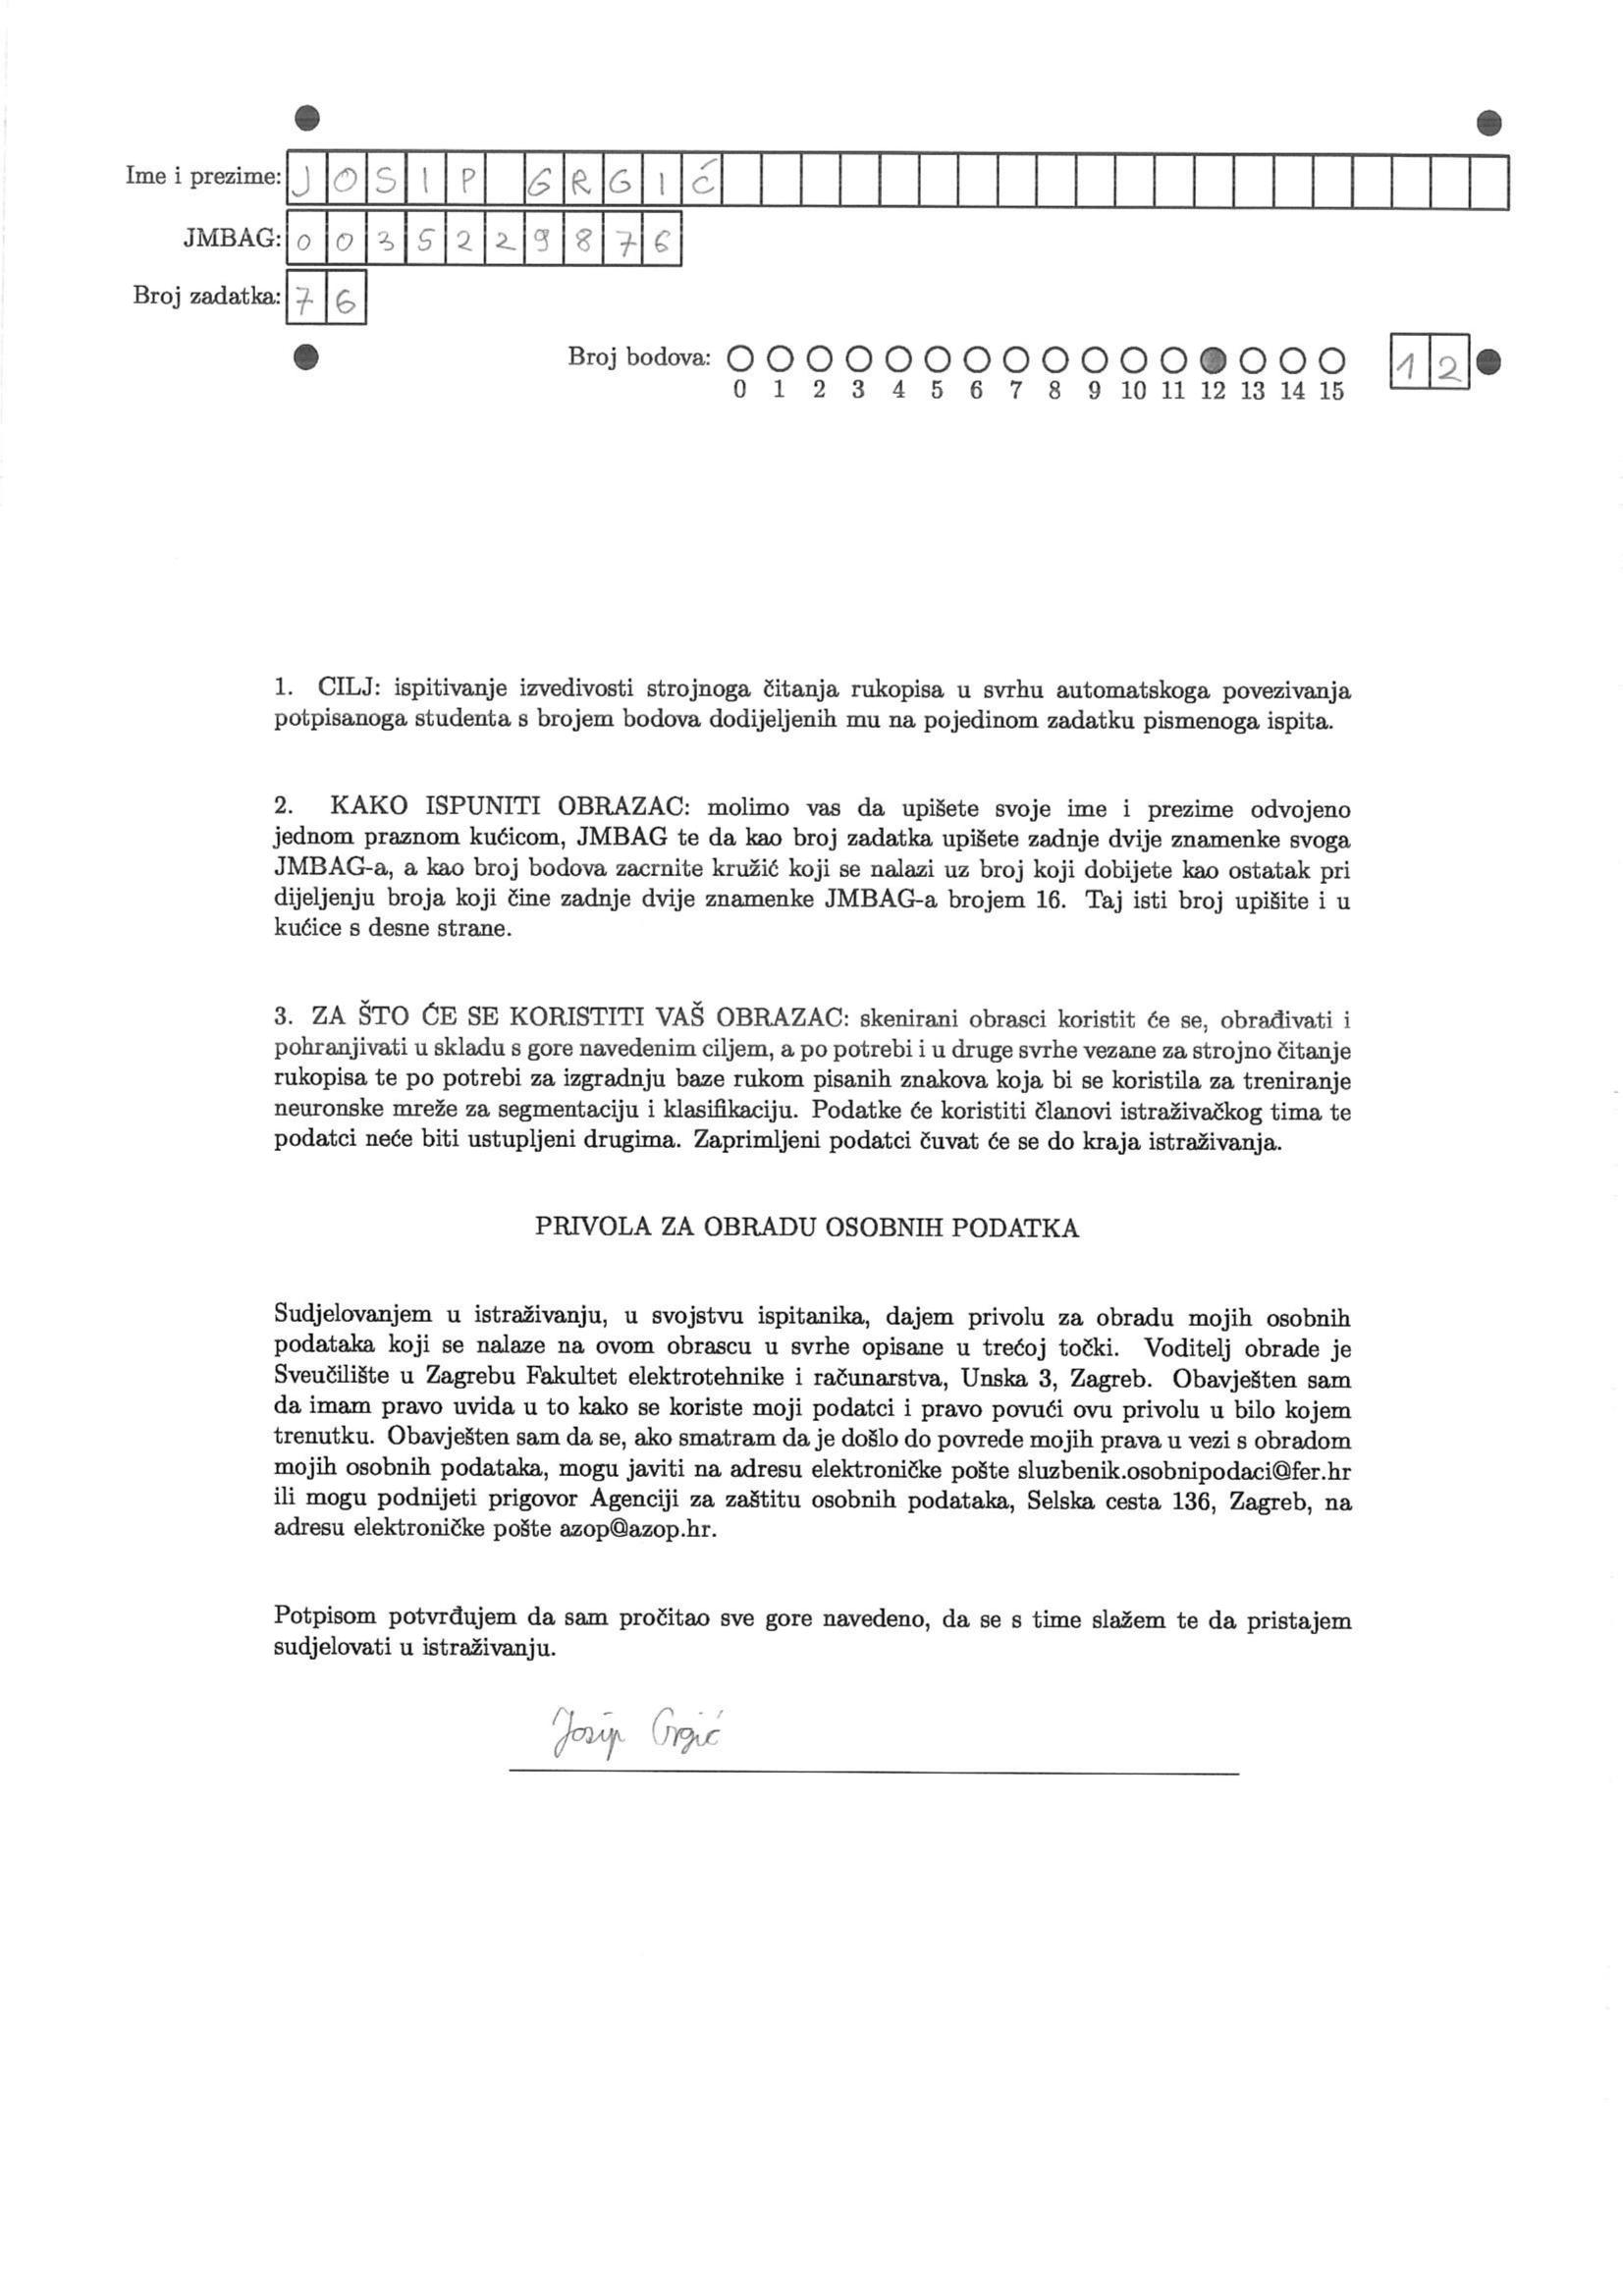 Ime i prezime: JOSIP GRGIĆ
JMBAG: 0035229876
Broj zadatka: 76
Broj bodova: 12
0 1 2 3 4 5 6 7 8 9 10 11 12 13 14 15
1. CILJ: ispitivanje izvedivosti strojnoga čitanja rukopisa u svrhu automatskoga povezivanja
potpisanoga studenta s brojem bodova dodijeljenih mu na pojedinom zadatku pismenoga ispita.
2. KAKO ISPUNITI OBRAZAC: molimo vas da upišete svoje ime i prezime odvojeno
jednom praznom kućicom, JMBAG te da kao broj zadatka upišete zadnje dvije znamenke svoga
JMBAG-a, a kao broj bodova zacrnite kružić koji se nalazi uz broj koji dobijete kao ostatak pri
dijeljenju broja koji čine zadnje dvije znamenke JMBAG-a brojem 16. Taj isti broj upišite i u
kućice s desne strane.
3. ZA ŠTO ĆE SE KORISTITI VAŠ OBRAZAC: skenirani obrasci koristit će se, obrađivati i
pohranjivati u skladu s gore navedenim ciljem, a po potrebi i u druge svrhe vezane za strojno čitanje
rukopisa te po potrebi za izgradnju baze rukom pisanih znakova koja bi se koristila za treniranje
neuronske mreže za segmentaciju i klasifikaciju. Podatke će koristiti članovi istraživačkog tima te
podatci neće biti ustupljeni drugima. Zaprimljeni podatci čuvat će se do kraja istraživanja.
PRIVOLA ZA OBRADU OSOBNIH PODATKA
Sudjelovanjem u istraživanju, u svojstvu ispitanika, dajem privolu za obradu mojih osobnih
podataka koji se nalaze na ovom obrascu u svrhe opisane u trećoj točki. Voditelj obrade je
Sveučilište u Zagrebu Fakultet elektrotehnike i računarstva, Unska 3, Zagreb. Obavješten sam
da imam pravo uvida u to kako se koriste moji podatci i pravo povući ovu privolu u bilo kojem
trenutku. Obavješten sam da se, ako smatram da je došlo do povrede mojih prava u vezi s obradom
mojih osobnih podataka, mogu javiti na adresu elektroničke pošte sluzbenik.osobnipodaci@fer.hr
ili mogu podnijeti prigovor Agenciji za zaštitu osobnih podataka, Selska cesta 136, Zagreb, na
adresu elektroničke pošte azop@azop.hr.
Potpisom potvrđujem da sam pročitao sve gore navedeno, da se s time slažem te da pristajem
sudjelovati u istraživanju.
Josip Grgić